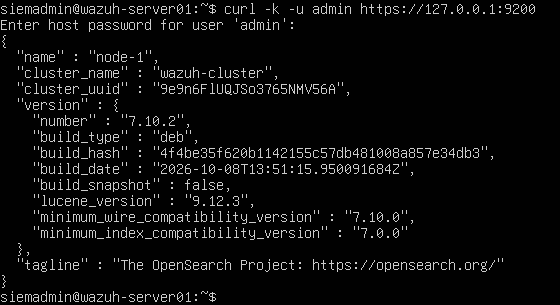 siemadmin@wazuh-server01:~$ curl -k -u admin https://127.0.0.1:9200
Enter host password for user 'admin':
{
  "name" : "node-1",
  "cluster_name" : "wazuh-cluster",
  "cluster_uuid" : "9e9n6FlUQJSo3765NMV56A",
  "version" : {
    "number" : "7.10.2",
    "build_type" : "deb",
    "build_hash" : "4f4be35f620b1142155c57db481008a857e34db3",
    "build_date" : "2026-10-08T13:51:15.950091684Z",
    "build_snapshot" : false,
    "lucene_version" : "9.12.3",
    "minimum_wire_compatibility_version" : "7.10.0",
    "minimum_index_compatibility_version" : "7.0.0"
  },
  "tagline" : "The OpenSearch Project: https://opensearch.org/"
}
siemadmin@wazuh-server01:~$